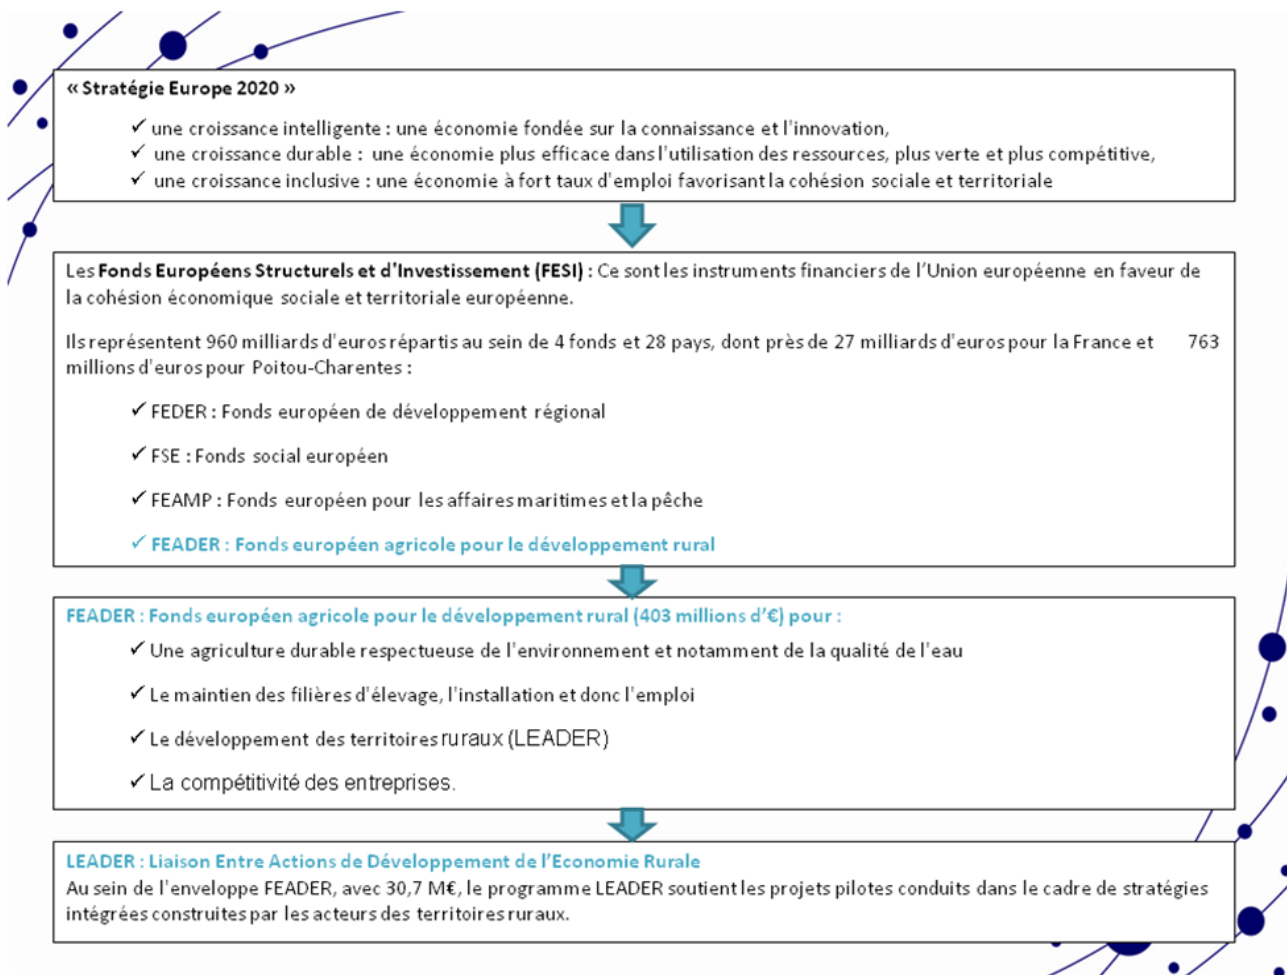 « Stratégie Europe 2020 »
✓ une croissance intelligente : une économie fondée sur la connaissance et l'innovation,
✓ une croissance durable : une économie plus efficace dans l'utilisation des ressources, plus verte et plus compétitive,
✓ une croissance inclusive : une économie à fort taux d'emploi favorisant la cohésion sociale et territoriale
Les Fonds Européens Structurels et d'Investissement (FESI) : Ce sont les instruments financiers de l'Union européenne en faveur de
la cohésion économique sociale et territoriale européenne.
Ils représentent 960 milliards d'euros répartis au sein de 4 fonds et 28 pays, dont près de 27 milliards d'euros pour la France et 763
millions d'euros pour Poitou-Charentes :
✓ FEDER : Fonds européen de développement régional
✓ FSE : Fonds social européen
✓ FEAMP : Fonds européen pour les affaires maritimes et la pêche
✓ FEADER : Fonds européen agricole pour le développement rural
FEADER : Fonds européen agricole pour le développement rural (403 millions d'€) pour :
✓ Une agriculture durable respectueuse de l'environnement et notamment de la qualité de l'eau
✓ Le maintien des filières d'élevage, l'installation et donc l'emploi
✓ Le développement des territoires ruraux (LEADER)
✓ La compétitivité des entreprises.
LEADER : Liaison Entre Actions de Développement de l'Economie Rurale
Au sein de l'enveloppe FEADER, avec 30,7 M€, le programme LEADER soutient les projets pilotes conduits dans le cadre de stratégies
intégrées construites par les acteurs des territoires ruraux.